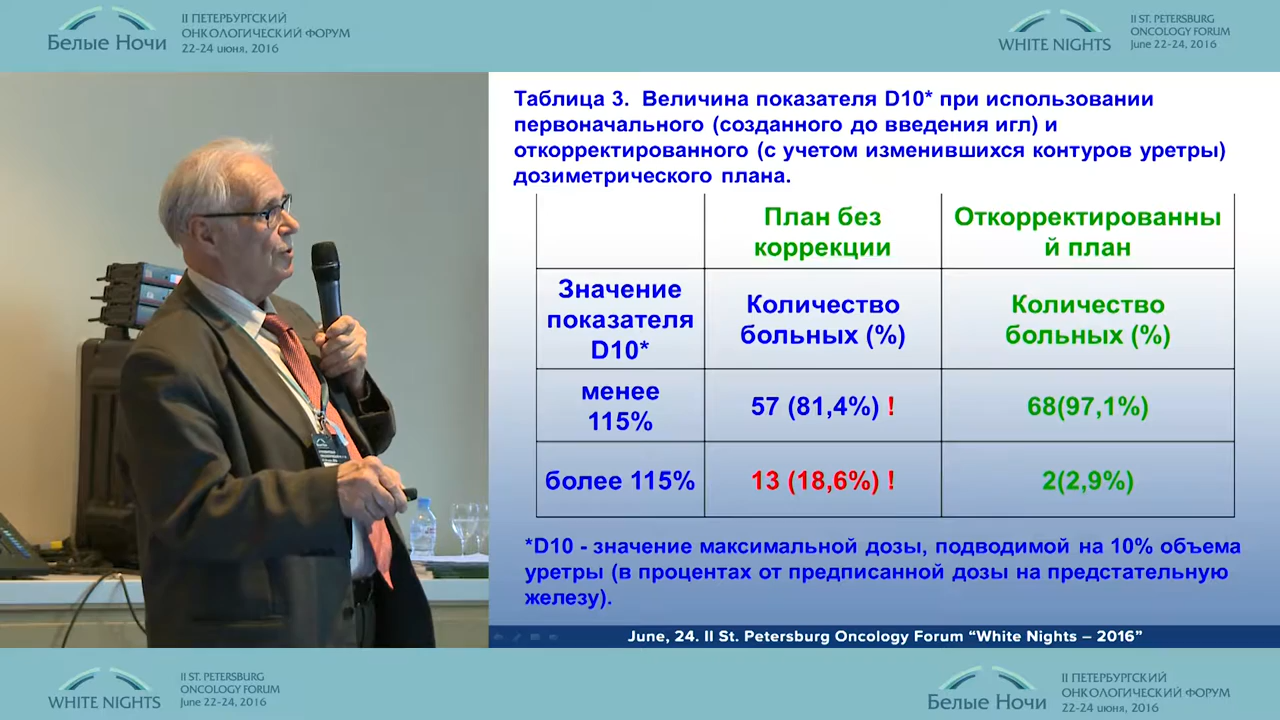 Белые Ночи
II ПЕТЕРБУРГСКИЙ
ОНКОЛОГИЧЕСКИЙ ФОРУМ
22-24 июня, 2016
WHITE NIGHTS
II ST. PETERSBURG
ONCOLOGY FORUM
June 22-24, 2016
Таблица 3. Величина показателя D10* при использовании
первоначального (созданного до введения игл) и
откорректированного (с учетом изменившихся контуров уретры)
дозиметрического плана.
План без
коррекции
Откорректированны
й план
Значение
показателя
D10*
Количество
больных (%)
Количество
больных (%)
менее
115%
57 (81,4%) !
68(97,1%)
более 115%
13 (18,6%) !
2(2,9%)
*D10 - значение максимальной дозы, подводимой на 10% объема
уретры (в процентах от предписанной дозы на предстательную
железу).
June, 24. II St. Petersburg Oncology Forum “White Nights – 2016”
WHITE NIGHTS
II ST. PETERSBURG
ONCOLOGY FORUM
June 22-24, 2016
Белые Ночи
II ПЕТЕРБУРГСКИЙ
ОНКОЛОГИЧЕСКИЙ ФОРУМ
22-24 июня, 2016